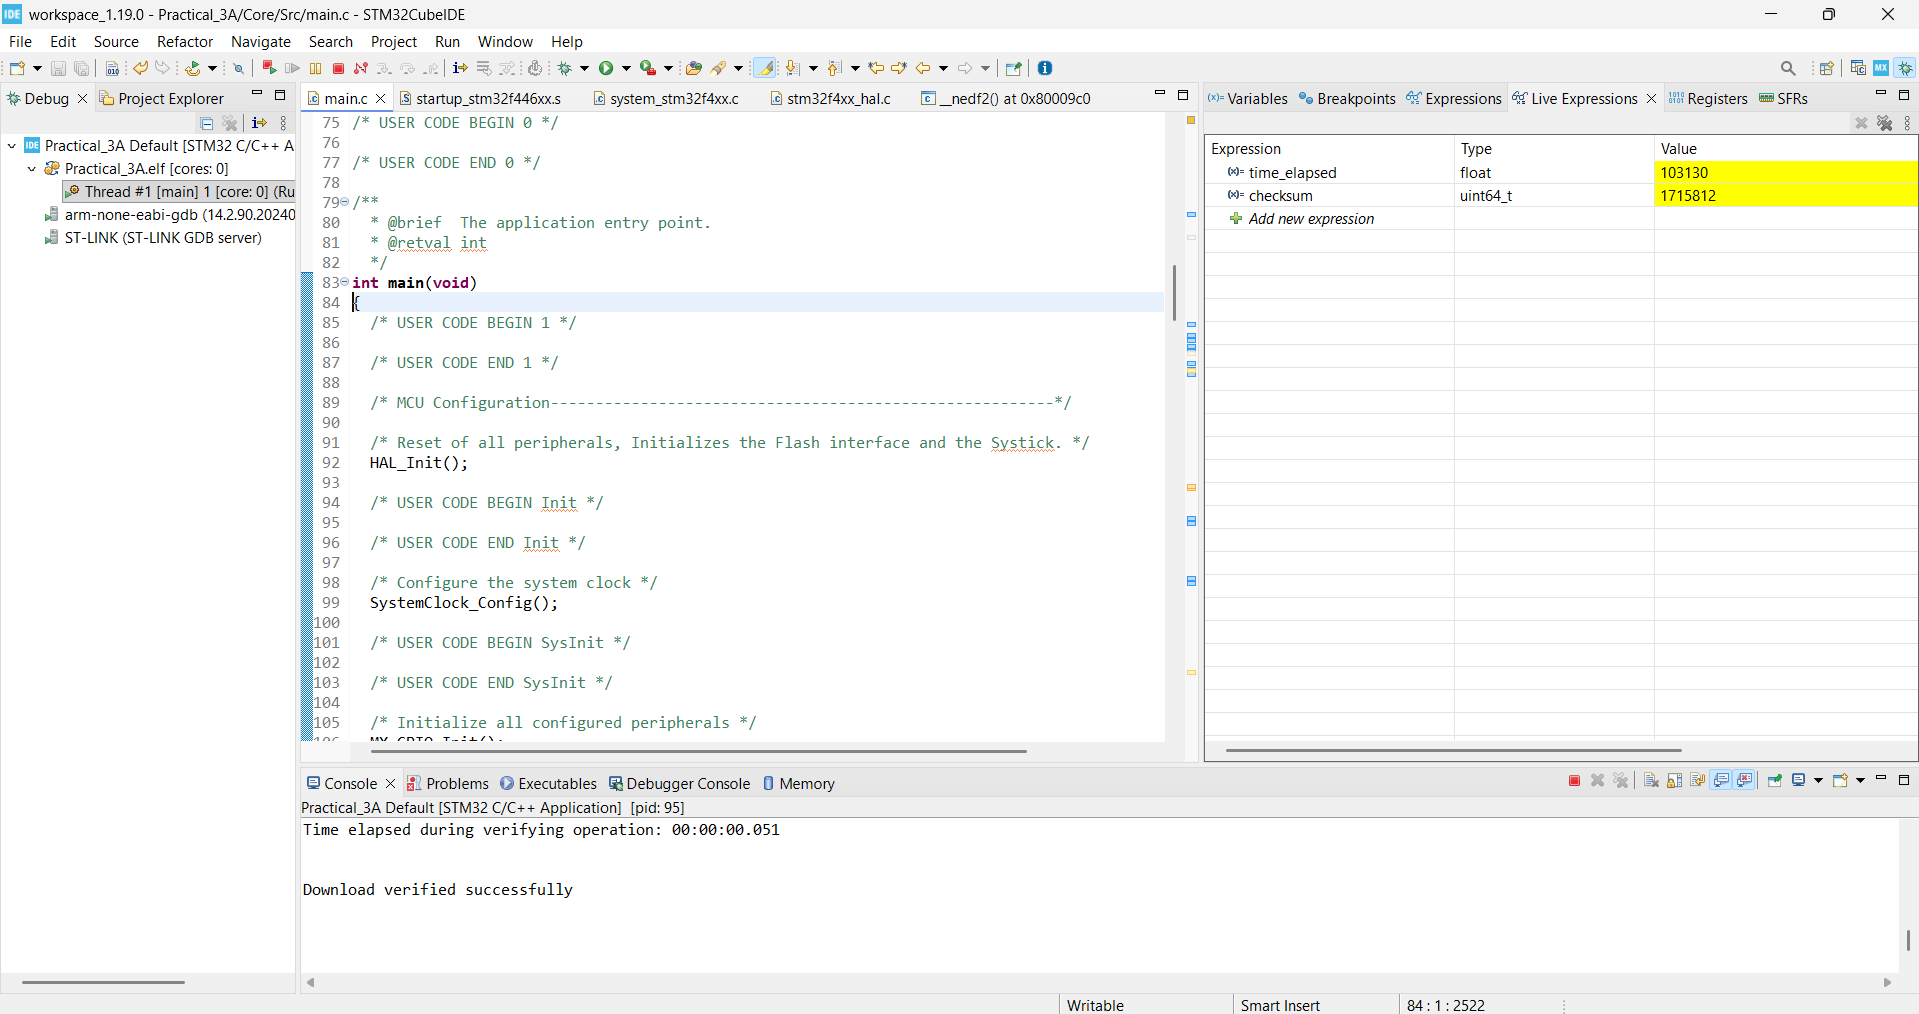 workspace_1.19.0 - Practical_3A/Core/Src/main.c - STM32CubeIDE
File Edit Source Refactor Navigate Search Project Run Window Help
Debug Project Explorer
Practical_3A Default [STM32 C/C++ A
Practical_3A.elf [cores: 0]
Thread #1 [main] 1 [core: 0] (Ru
arm-none-eabi-gdb (14.2.90.20240
ST-LINK (ST-LINK GDB server)
main.c startup_stm32f446xx.s system_stm32f4xx.c stm32f4xx_hal.c __nedf2() at 0x80009c0
75 /* USER CODE BEGIN 0 */
76
77 /* USER CODE END 0 */
78
79 /**
80 * @brief The application entry point.
81 * @retval int
82 */
83 int main(void)
84 {
85 /* USER CODE BEGIN 1 */
86
87 /* USER CODE END 1 */
88
89 /* MCU Configuration--------------------------------------------------------*/
90
91 /* Reset of all peripherals, Initializes the Flash interface and the Systick. */
92 HAL_Init();
93
94 /* USER CODE BEGIN Init */
95
96 /* USER CODE END Init */
97
98 /* Configure the system clock */
99 SystemClock_Config();
100
101 /* USER CODE BEGIN SysInit */
102
103 /* USER CODE END SysInit */
104
105 /* Initialize all configured peripherals */
106 MX_GPIO_Init();
Variables Breakpoints Expressions Live Expressions Registers SFRs
Expression Type Value
time_elapsed float 103130
checksum uint64_t 1715812
Add new expression
Console Problems Executables Debugger Console Memory
Practical_3A Default [STM32 C/C++ Application] [pid: 95]
Time elapsed during verifying operation: 00:00:00.051
Download verified successfully
Writable Smart Insert 84 : 1 : 2522